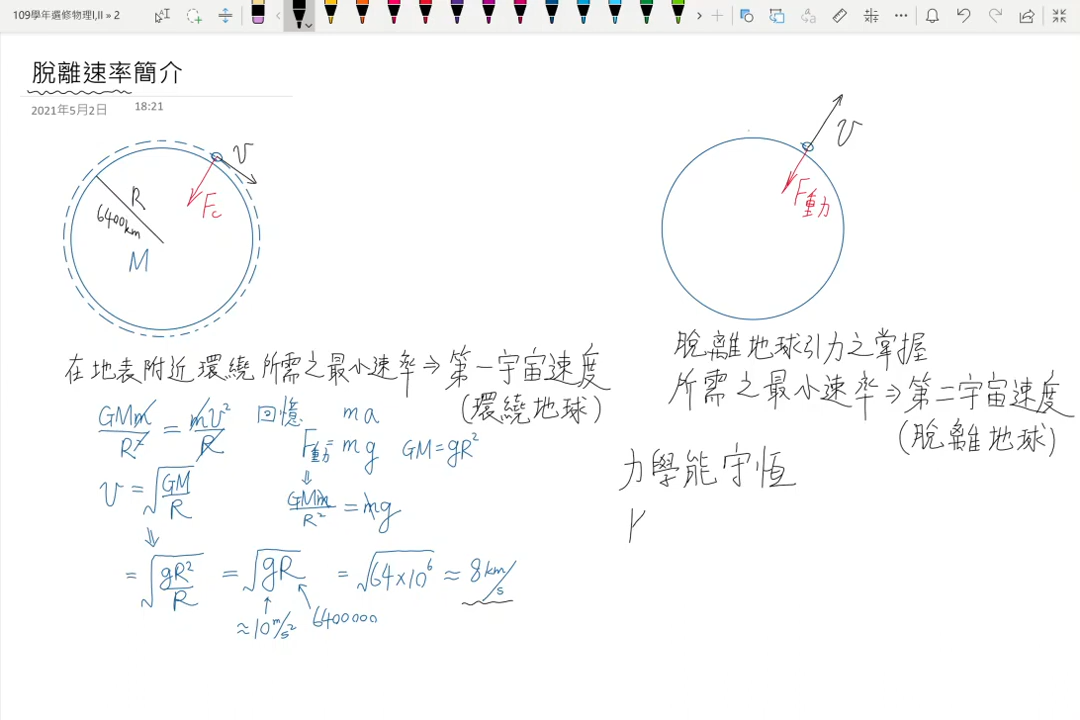 109學年選修物理I,II » 2
脫離速率簡介
2021年5月2日 18:21
v
R
6400km
Fc
M
v
F動
在地表附近環繞所需之最小速率⇒第一宇宙速度
(環繞地球)
GMm/R² = mv²/R
v = √(GM/R)
⇓
= √(gR²/R) = √gR = √64×10⁶ ≈ 8 km/s
≈10 m/s² 6400000
回憶 ma
F動 = mg GM = gR²
⇓
GMm/R² = mg
脫離地球引力之掌握
所需之最小速率⇒第二宇宙速度
(脫離地球)
力學能守恆